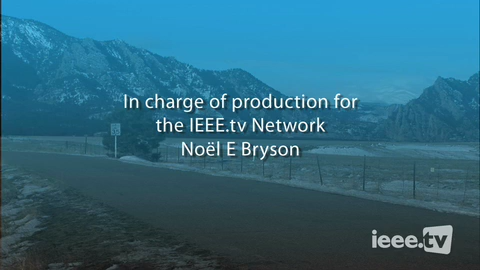 In charge of production for
the IEEE.tv Network
Noël E Bryson
ieee.tv